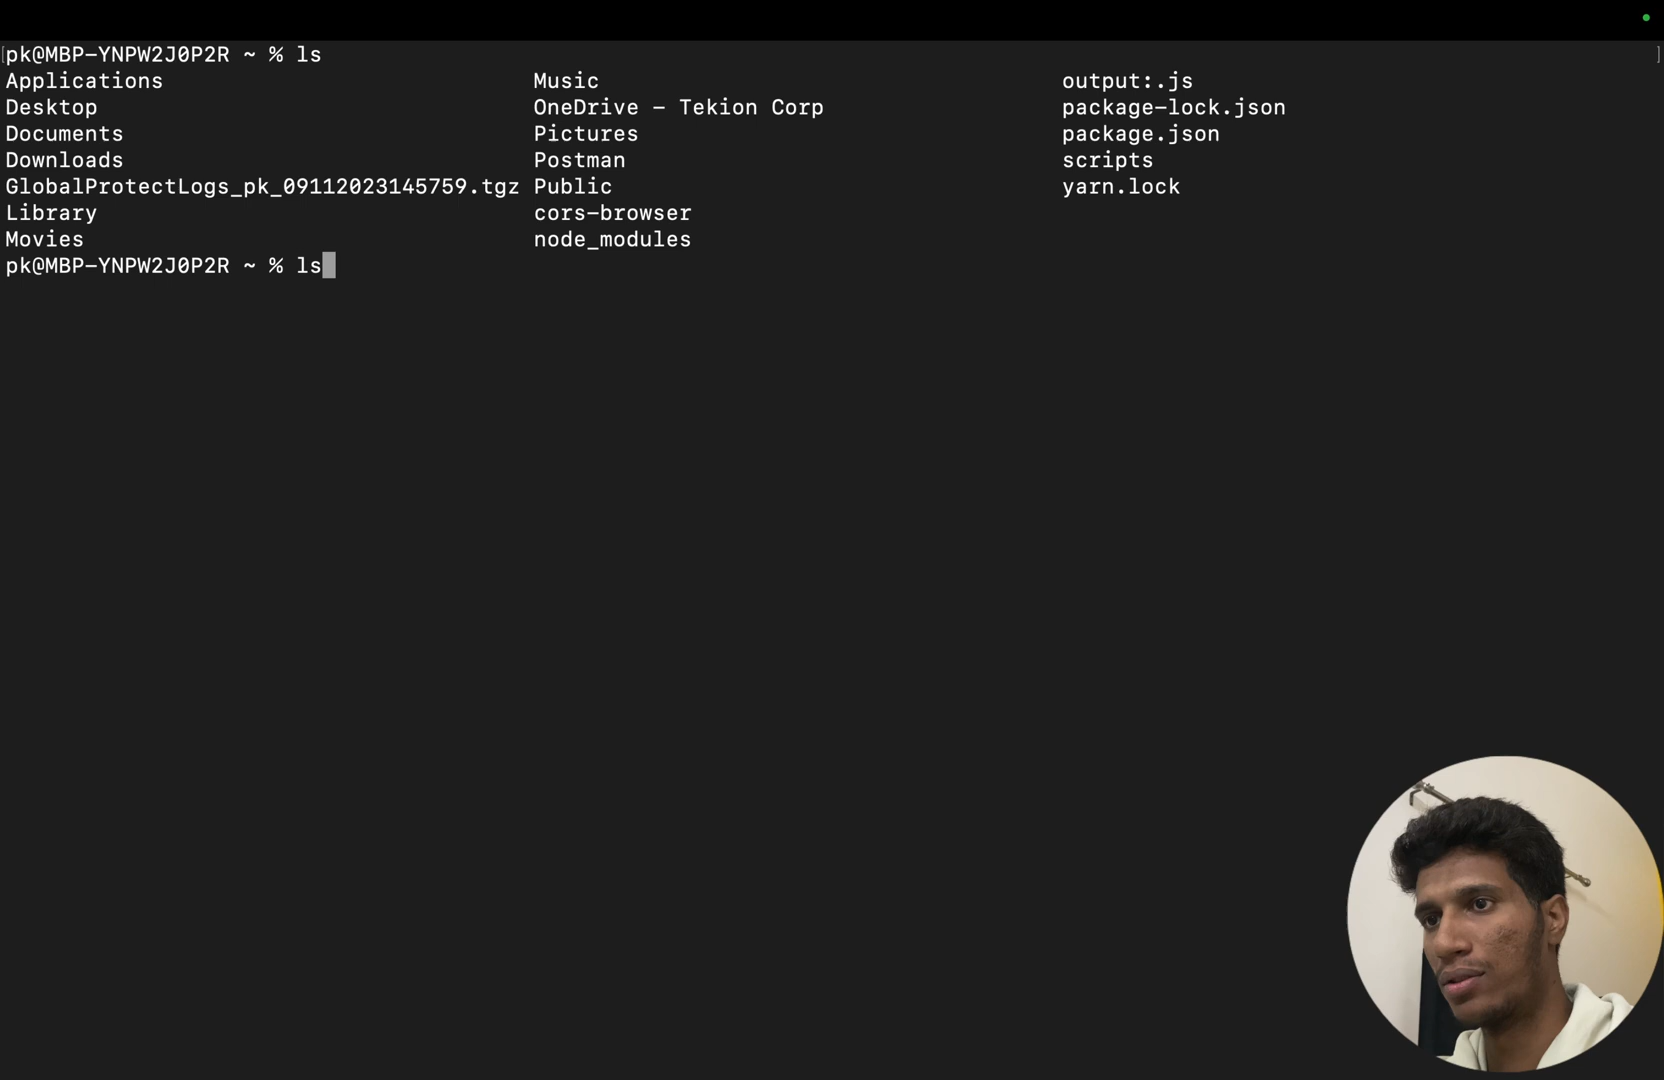 pk@MBP-YNPW2J0P2R ~ % ls
Applications Music output:.js
Desktop OneDrive - Tekion Corp package-lock.json
Documents Pictures package.json
Downloads Postman scripts
GlobalProtectLogs_pk_09112023145759.tgz Public yarn.lock
Library cors-browser
Movies node_modules
pk@MBP-YNPW2J0P2R ~ % ls